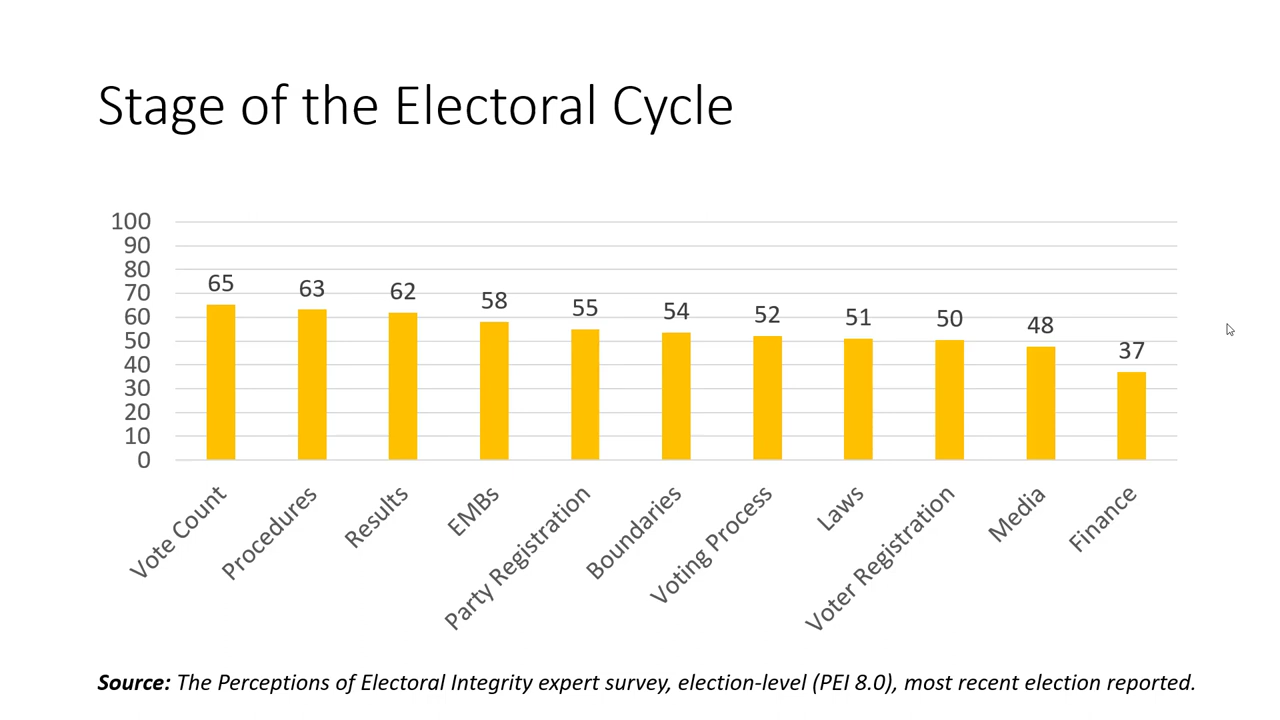 Stage of the Electoral Cycle
100
90
80
70
60
50
40
30
20
10
0
65
63
62
58
55
54
52
51
50
48
37
Vote Count
Procedures
Results
EMBs
Party Registration
Boundaries
Voting Process
Laws
Voter Registration
Media
Finance
Source: The Perceptions of Electoral Integrity expert survey, election-level (PEI 8.0), most recent election reported.